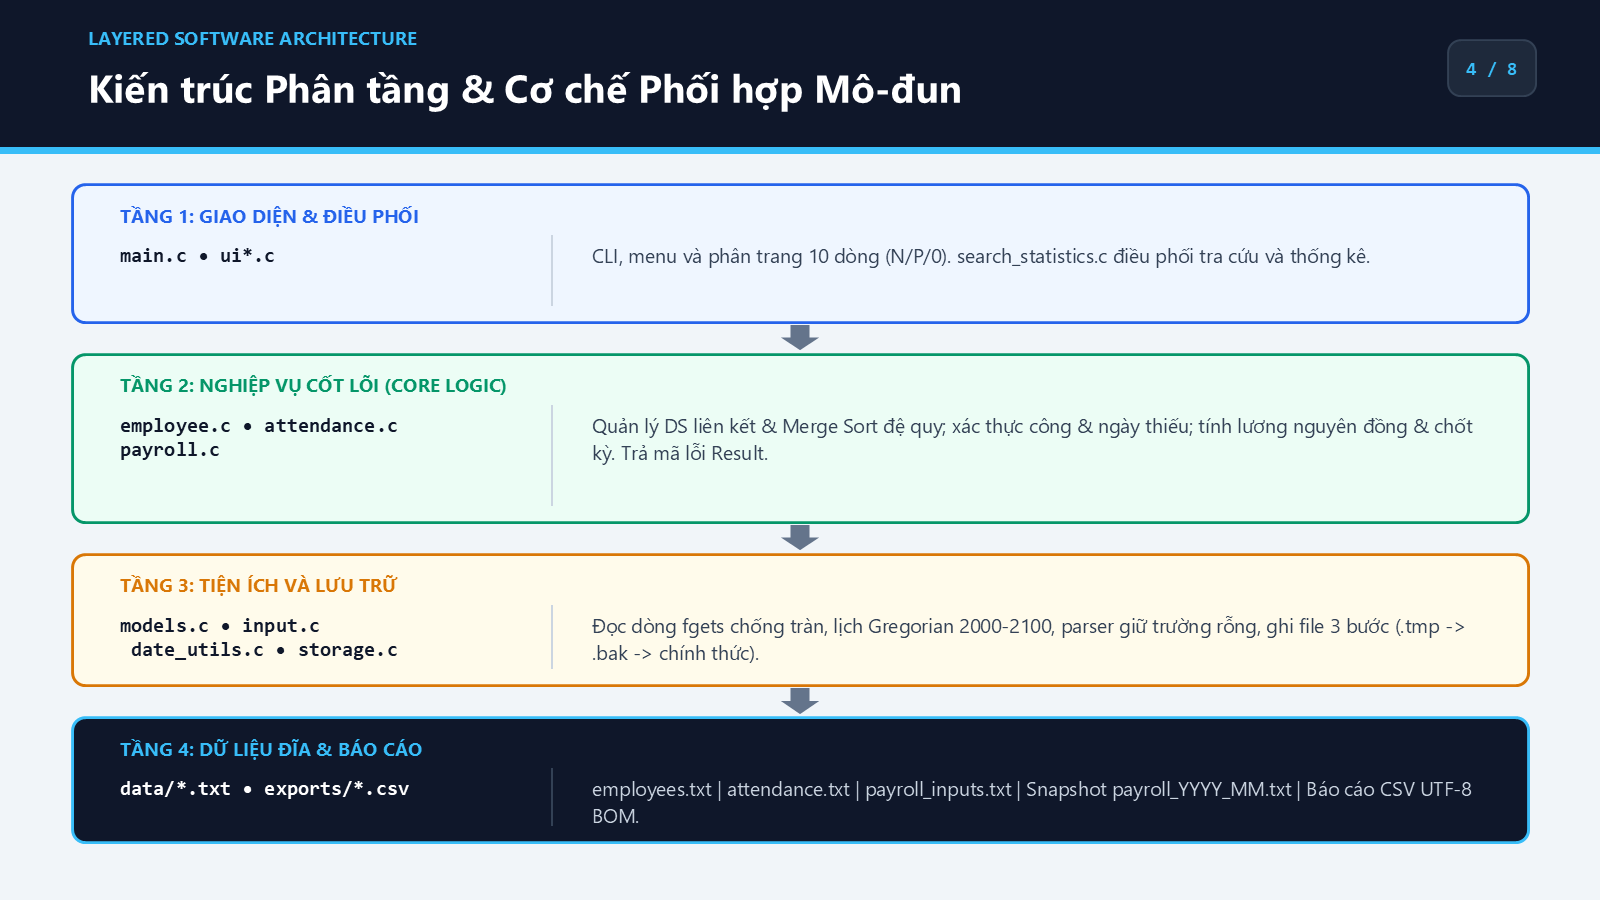 LAYERED SOFTWARE ARCHITECTURE
Kiến trúc Phân tầng & Cơ chế Phối hợp Mô-đun
4 / 8
TẦNG 1: GIAO DIỆN & ĐIỀU PHỐI
main.c • ui*.c
CLI, menu và phân trang 10 dòng (N/P/0). search_statistics.c điều phối tra cứu và thống kê.
TẦNG 2: NGHIỆP VỤ CỐT LÕI (CORE LOGIC)
employee.c • attendance.c
payroll.c
Quản lý DS liên kết & Merge Sort đệ quy; xác thực công & ngày thiếu; tính lương nguyên đồng & chốt
kỳ. Trả mã lỗi Result.
TẦNG 3: TIỆN ÍCH VÀ LƯU TRỮ
models.c • input.c
date_utils.c • storage.c
Đọc dòng fgets chống tràn, lịch Gregorian 2000-2100, parser giữ trường rỗng, ghi file 3 bước (.tmp ->
.bak -> chính thức).
TẦNG 4: DỮ LIỆU ĐĨA & BÁO CÁO
data/*.txt • exports/*.csv
employees.txt | attendance.txt | payroll_inputs.txt | Snapshot payroll_YYYY_MM.txt | Báo cáo CSV UTF-8
BOM.